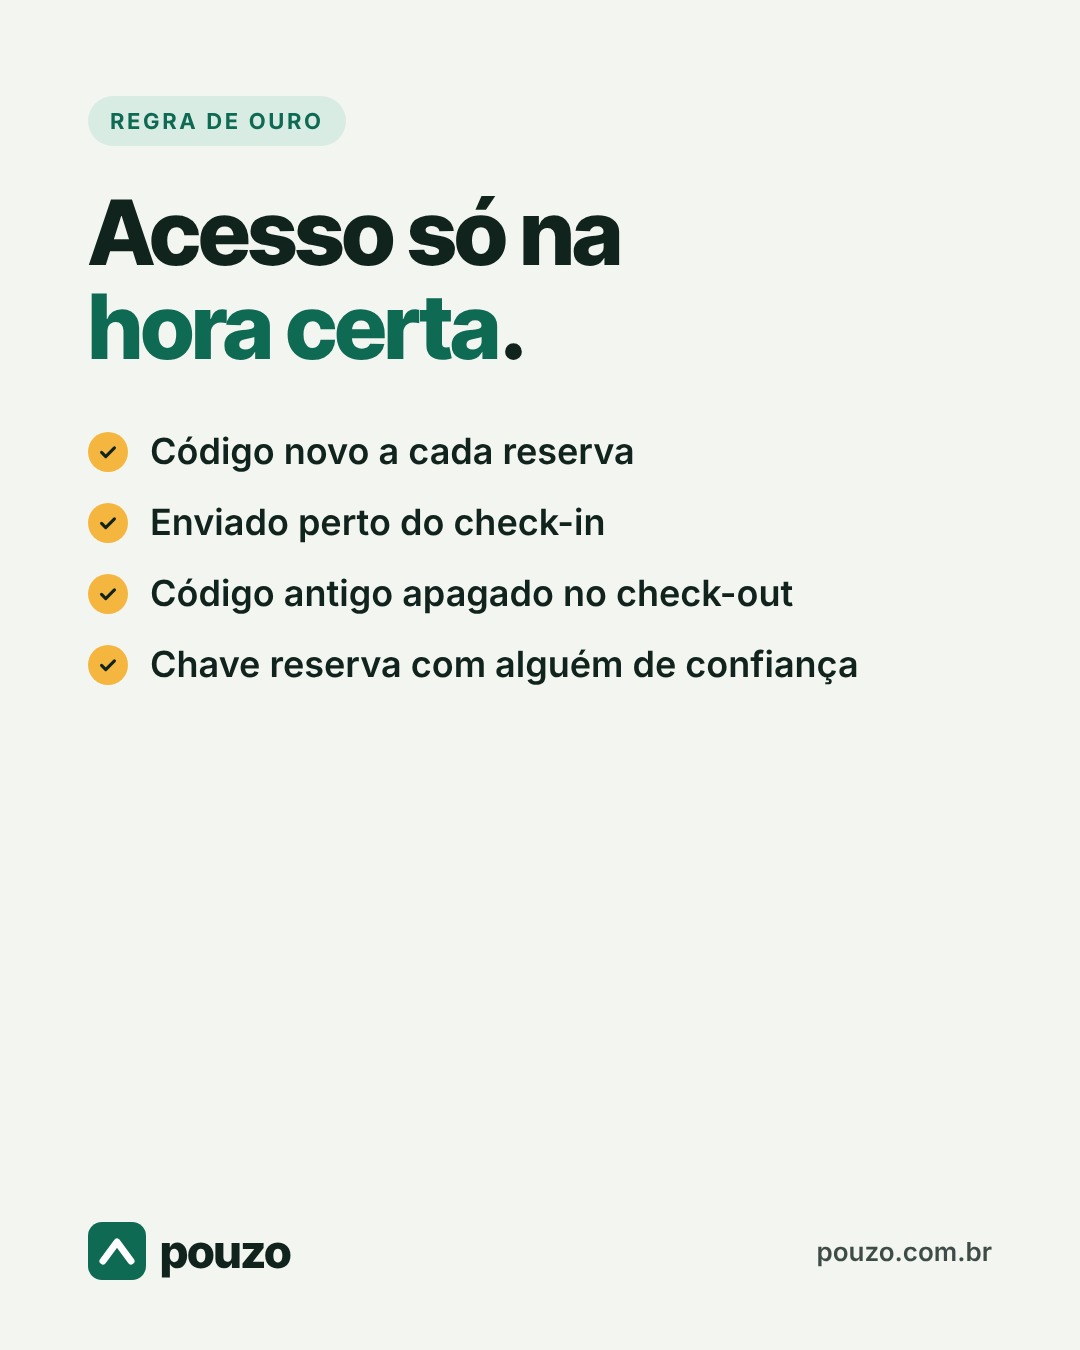 REGRA DE OURO
Acesso só na
hora certa.
Código novo a cada reserva
Enviado perto do check-in
Código antigo apagado no check-out
Chave reserva com alguém de confiança
pouzo
pouzo.com.br